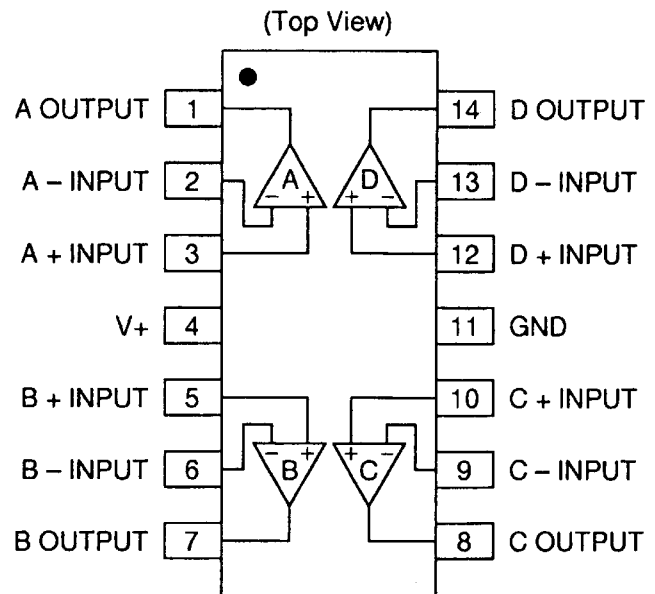 (Top View)
A OUTPUT 1 14 D OUTPUT
A – INPUT 2 13 D – INPUT
A D
– + + –
A + INPUT 3 12 D + INPUT
V+ 4 11 GND
B + INPUT 5 10 C + INPUT
– + + –
B C
B – INPUT 6 9 C – INPUT
B OUTPUT 7 8 C OUTPUT